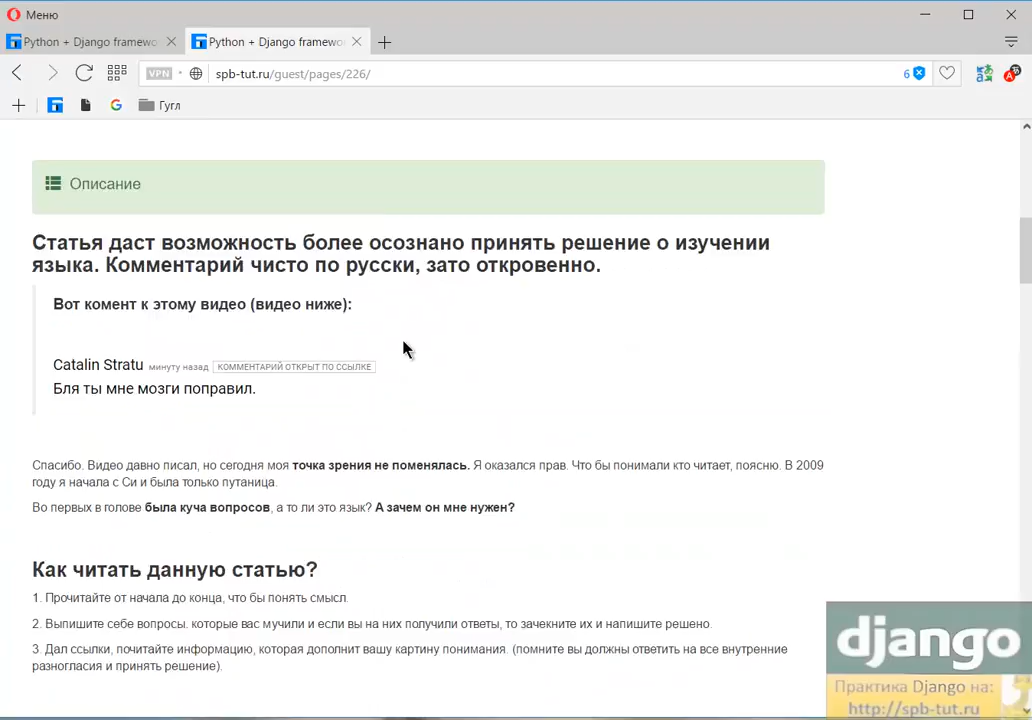 Меню
Python + Django framewo
Python + Django framewo
VPN
spb-tut.ru/guest/pages/226/
6
Гугл
Описание
Статья даст возможность более осознано принять решение о изучении
языка. Комментарий чисто по русски, зато откровенно.
Вот комент к этому видео (видео ниже):
Catalin Stratu минуту назад КОММЕНТАРИЙ ОТКРЫТ ПО ССЫЛКЕ
Бля ты мне мозги поправил.
Спасибо. Видео давно писал, но сегодня моя точка зрения не поменялась. Я оказался прав. Что бы понимали кто читает, поясню. В 2009
году я начала с Си и была только путаница.
Во первых в голове была куча вопросов, а то ли это язык? А зачем он мне нужен?
Как читать данную статью?
1. Прочитайте от начала до конца, что бы понять смысл.
2. Выпишите себе вопросы. которые вас мучили и если вы на них получили ответы, то зачекните их и напишите решено.
3. Дал ссылки, почитайте информацию, которая дополнит вашу картину понимания. (помните вы должны ответить на все внутренние
разногласия и принять решение).
django
Практика Django на:
http://spb-tut.ru